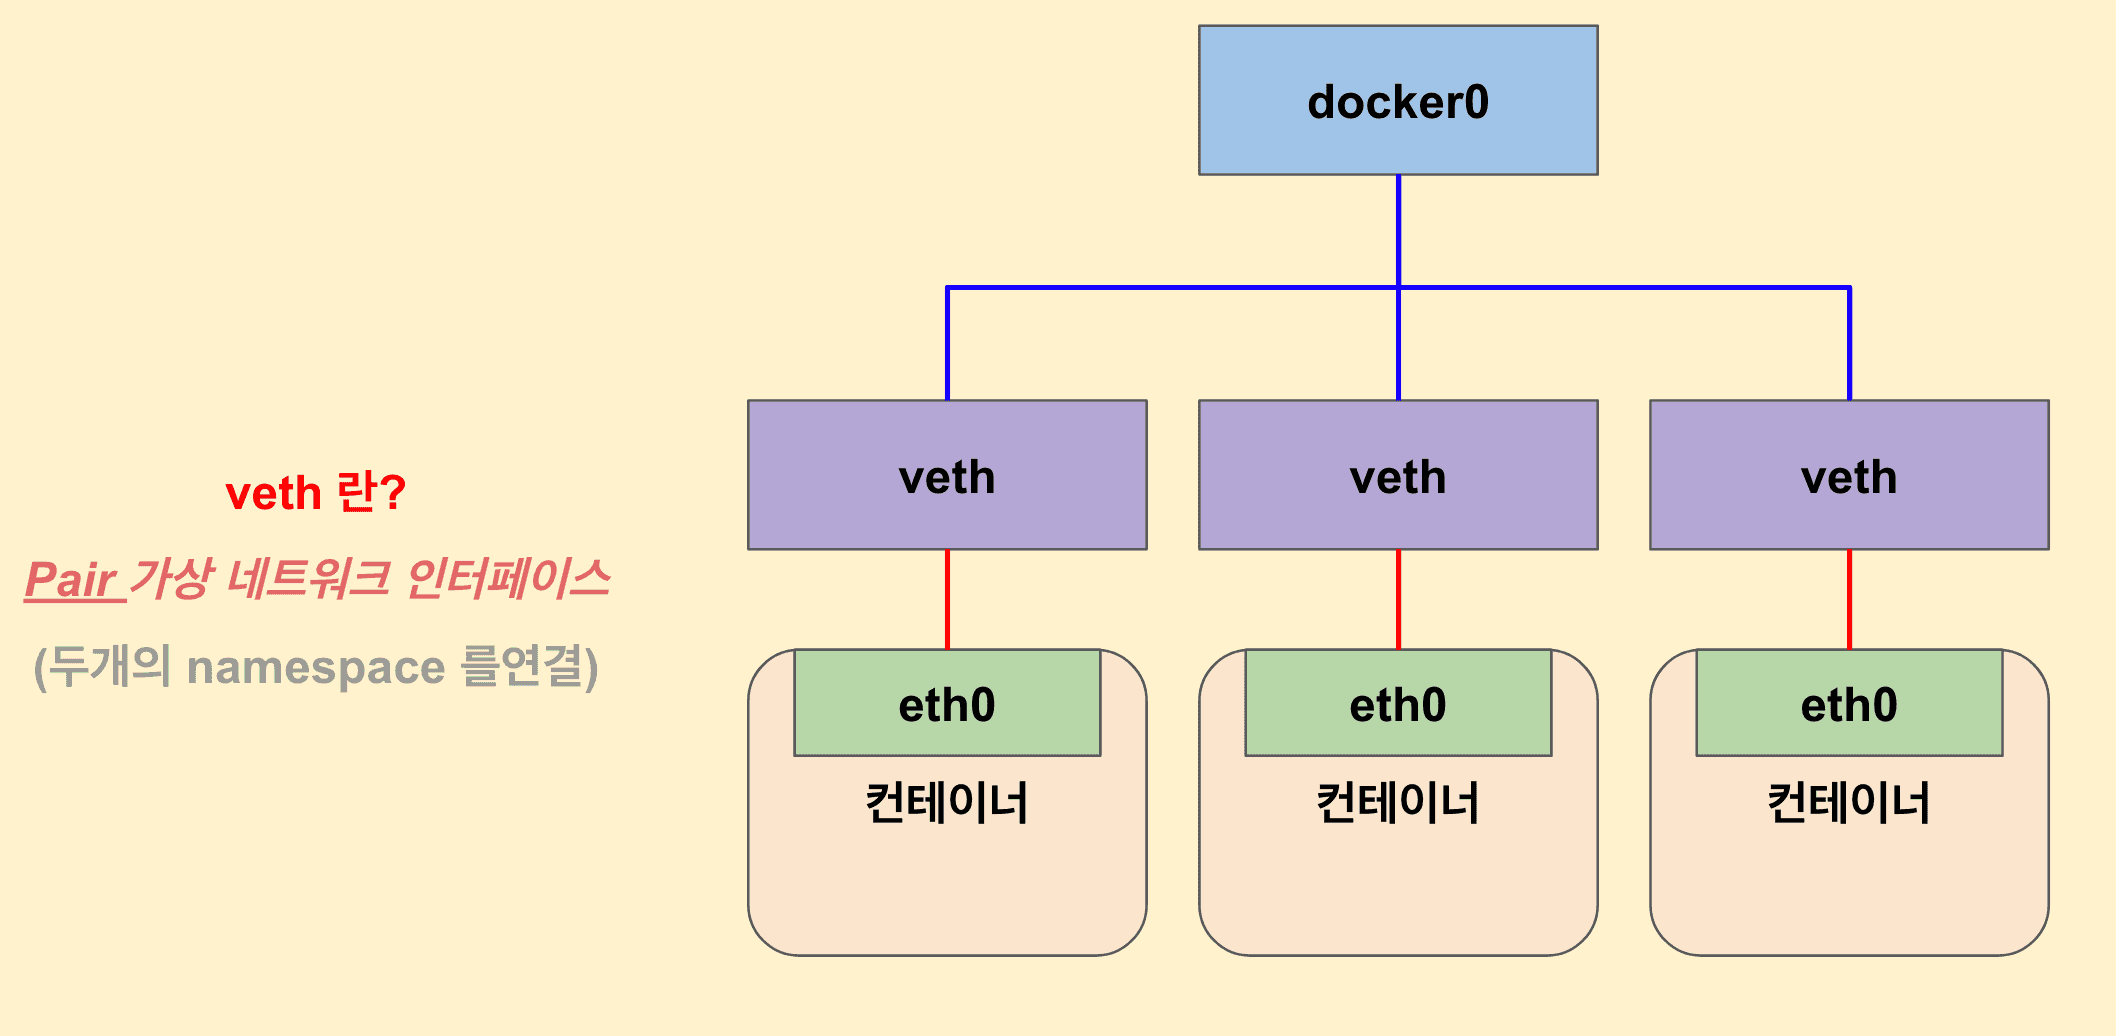 docker0
veth
veth
veth
veth 란?
Pair 가상 네트워크 인터페이스
(두개의 namespace 를연결)
eth0
eth0
eth0
컨테이너
컨테이너
컨테이너